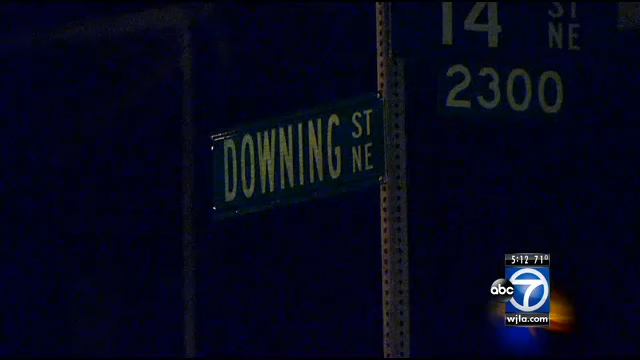 14 ST NE
2300
DOWNING ST NE
5:12 71°
abc 7
wjla.com